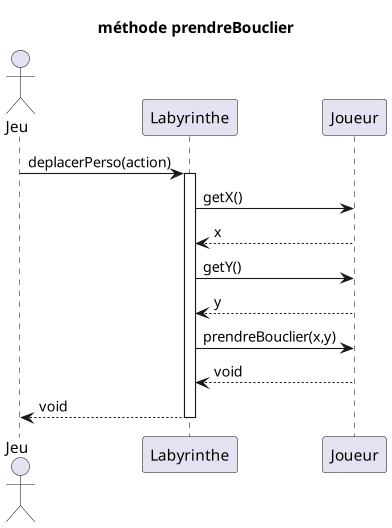 méthode prendreBouclier
Jeu
Labyrinthe
Joueur
deplacerPerso(action)
getX()
x
getY()
y
prendreBouclier(x,y)
void
void
Jeu
Labyrinthe
Joueur